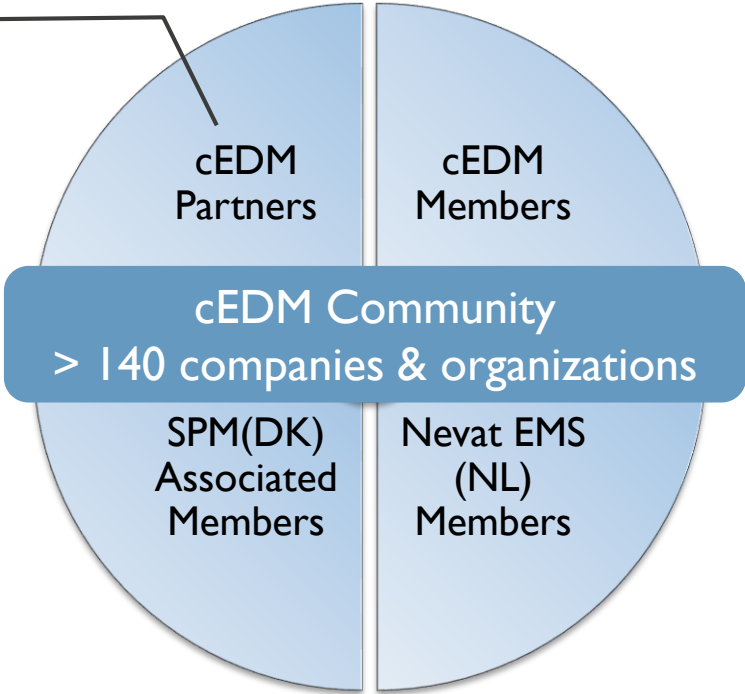 cEDM
Partners
cEDM
Members
cEDM Community
> 140 companies & organizations
SPM(DK)
Associated
Members
Nevat EMS
(NL)
Members